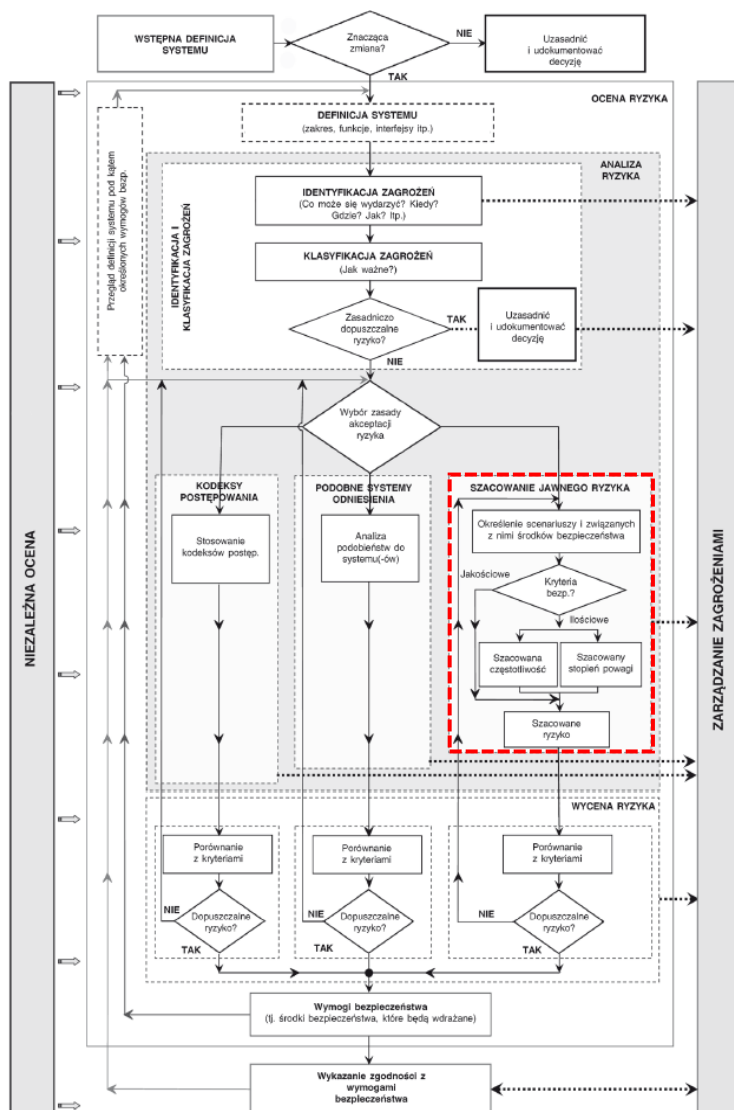 WSTĘPNA DEFINICJA
SYSTEMU
Znacząca
zmiana?
NIE
Uzasadnić
i udokumentować
decyzję
TAK
OCENA RYZYKA
DEFINICJA SYSTEMU
(zakres, funkcje, interfejsy itp.)
ANALIZA
RYZYKA
Przegląd definicji systemu pod kątem
określonych wymogów bezp.
IDENTYFIKACJA I
KLASYFIKACJA ZAGROŻEŃ
IDENTYFIKACJA ZAGROŻEŃ
(Co może się wydarzyć? Kiedy?
Gdzie? Jak? Itp.)
KLASYFIKACJA ZAGROŻEŃ
(Jak ważne?)
Zasadniczo
dopuszczalne
ryzyko?
TAK
Uzasadnić
i udokumentować
decyzję
NIE
Wybór zasady
akceptacji
ryzyka
KODEKSY
POSTĘPOWANIA
Stosowanie
kodeksów postęp.
PODOBNE SYSTEMY
ODNIESIENIA
Analiza
podobieństw do
systemu(-ów)
SZACOWANIE JAWNEGO RYZYKA
Określenie scenariuszy i związanych
z nimi środków bezpieczeństwa
Jakościowe
Kryteria
bezp.?
Ilościowe
Szacowana
częstotliwość
Szacowany
stopień powagi
Szacowane
ryzyko
NIEZALEŻNA OCENA
ZARZĄDZANIE ZAGROŻENIAMI
WYCENA RYZYKA
Porównanie
z kryteriami
NIE
Dopuszczalne
ryzyko?
TAK
Porównanie
z kryteriami
NIE
Dopuszczalne
ryzyko?
TAK
Porównanie
z kryteriami
NIE
Dopuszczalne
ryzyko?
TAK
Wymogi bezpieczeństwa
(tj. środki bezpieczeństwa, które będą wdrażane)
Wykazanie zgodności z
wymogami
bezpieczeństwa